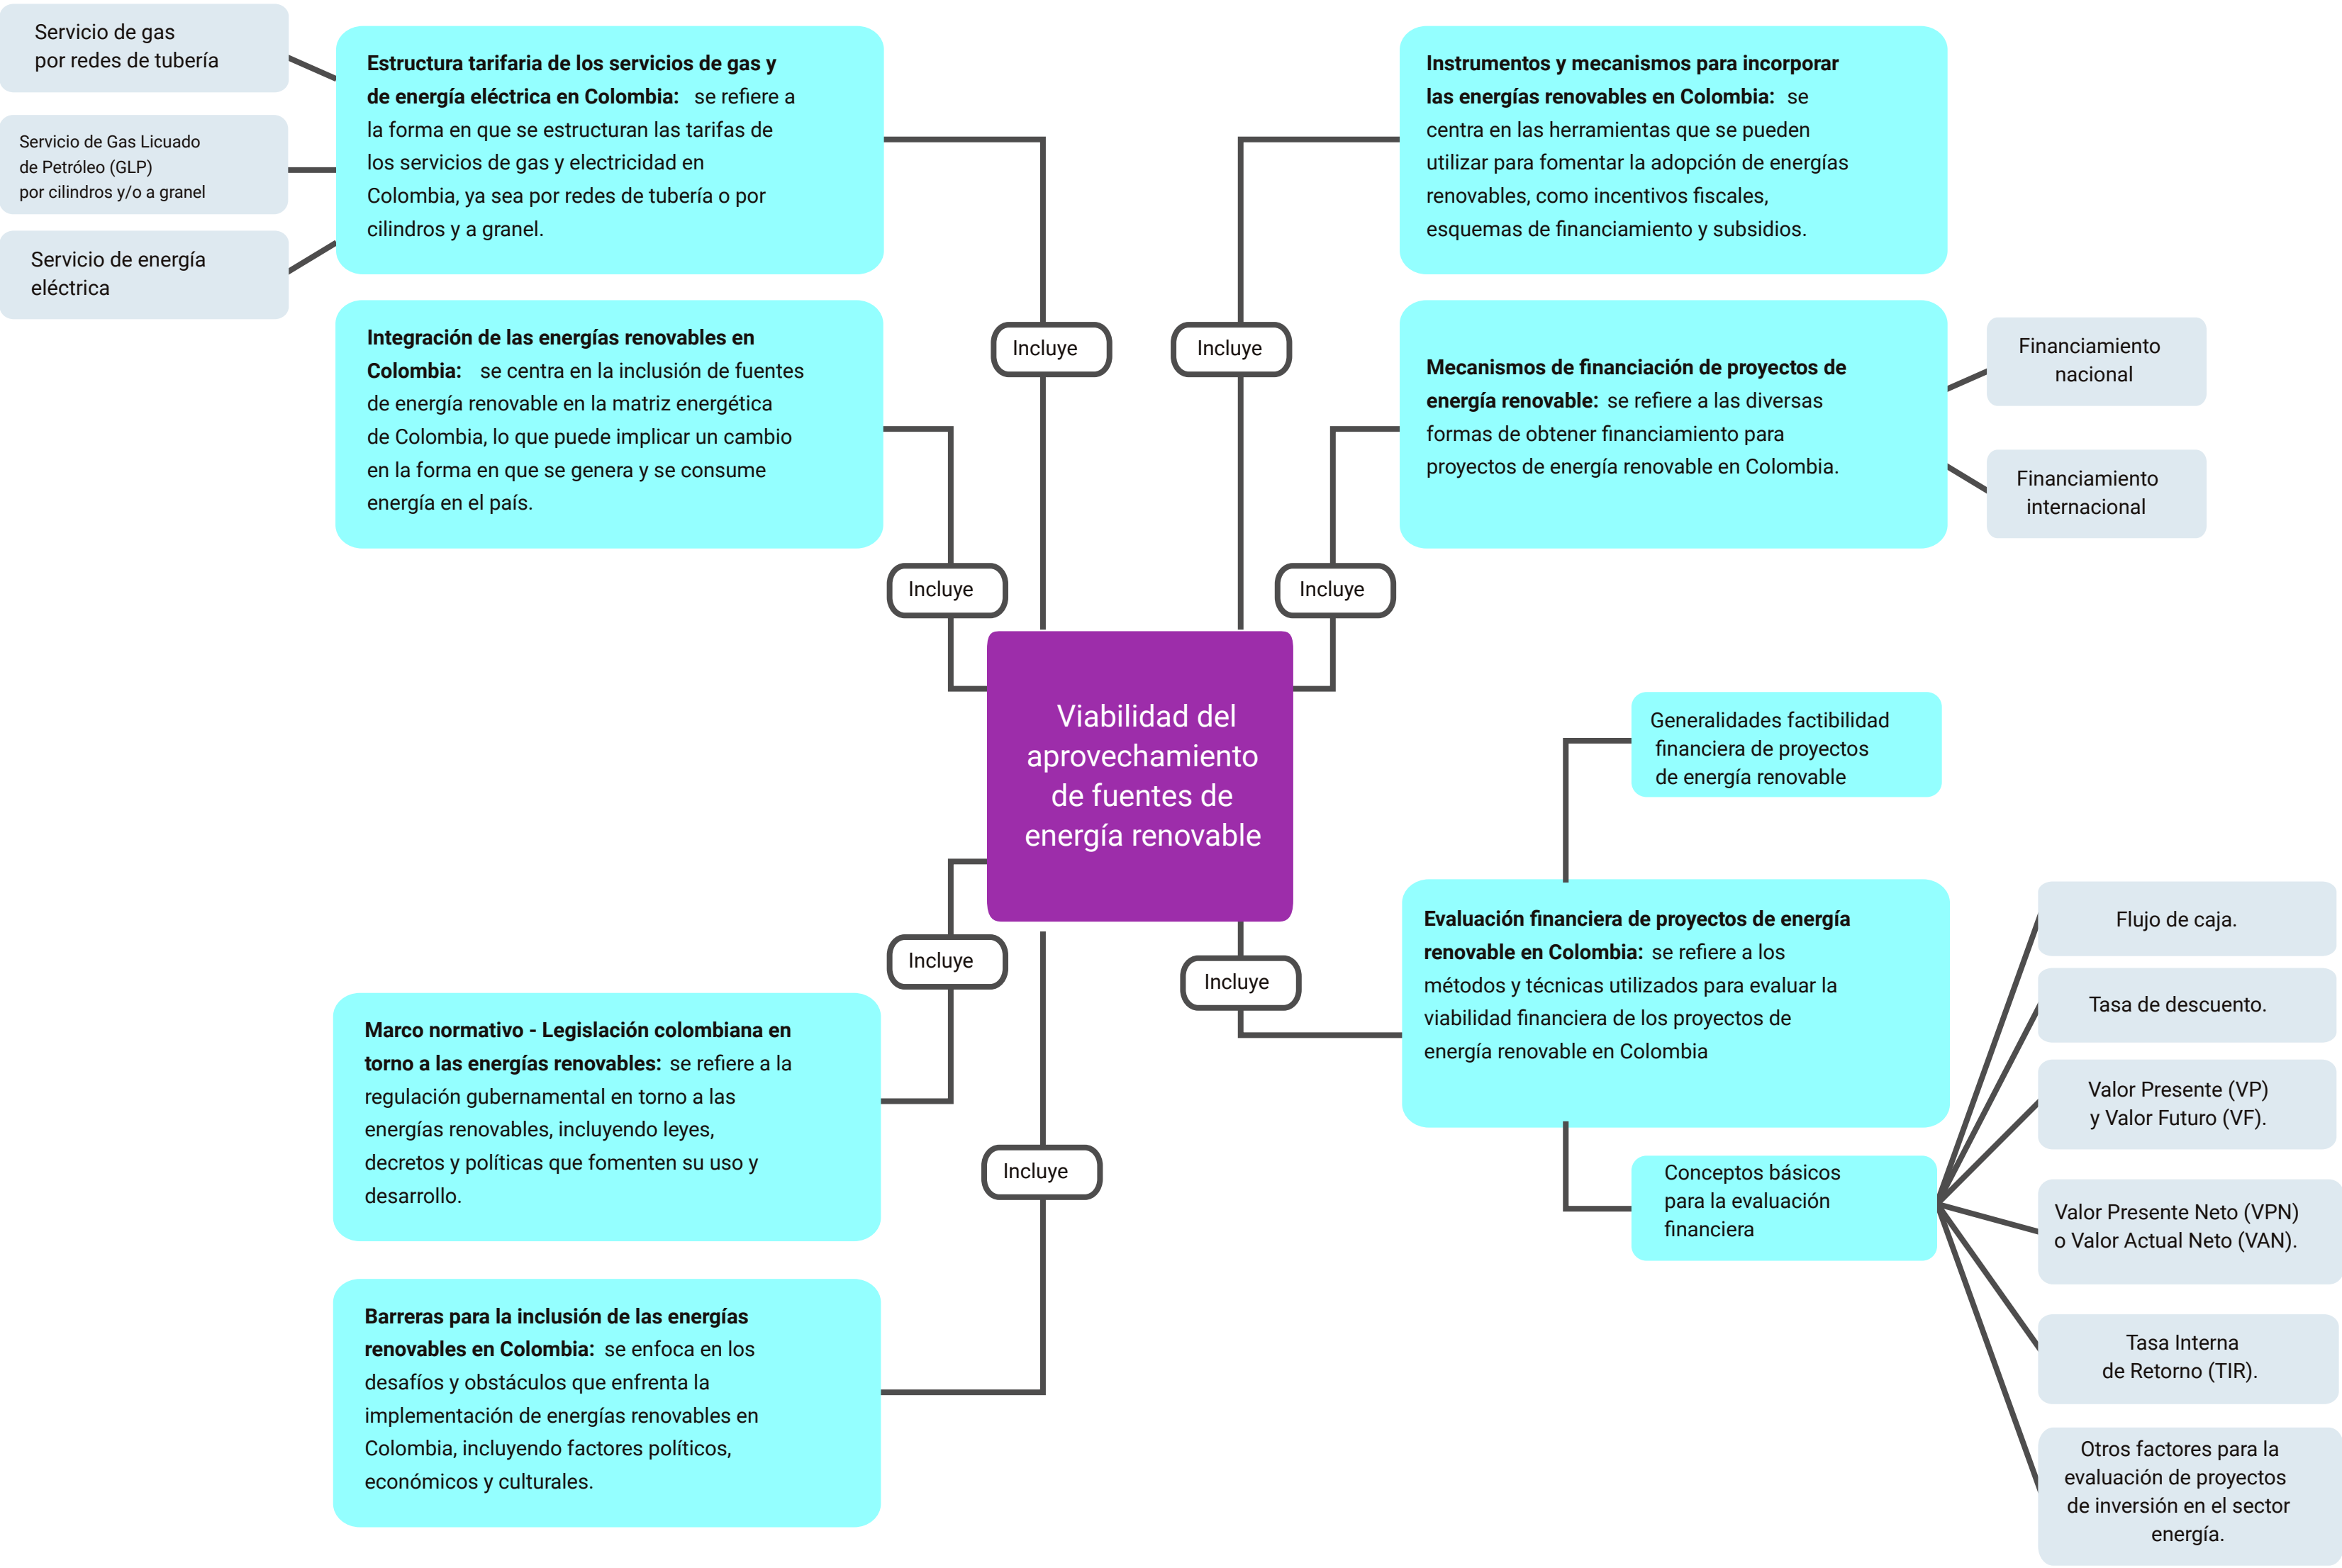 Servicio de gas
por redes de tubería
Servicio de Gas Licuado
de Petróleo (GLP)
por cilindros y/o a granel
Servicio de energía
eléctrica
Estructura tarifaria de los servicios de gas y
de energía eléctrica en Colombia: se refiere a
la forma en que se estructuran las tarifas de
los servicios de gas y electricidad en
Colombia, ya sea por redes de tubería o por
cilindros y a granel.
Integración de las energías renovables en
Colombia: se centra en la inclusión de fuentes
de energía renovable en la matriz energética
de Colombia, lo que puede implicar un cambio
en la forma en que se genera y se consume
energía en el país.
Incluye
Incluye
Incluye
Incluye
Instrumentos y mecanismos para incorporar
las energías renovables en Colombia: se
centra en las herramientas que se pueden
utilizar para fomentar la adopción de energías
renovables, como incentivos fiscales,
esquemas de financiamiento y subsidios.
Mecanismos de financiación de proyectos de
energía renovable: se refiere a las diversas
formas de obtener financiamiento para
proyectos de energía renovable en Colombia.
Financiamiento
nacional
Financiamiento
internacional
Viabilidad del
aprovechamiento
de fuentes de
energía renovable
Generalidades factibilidad
financiera de proyectos
de energía renovable
Incluye
Incluye
Incluye
Marco normativo - Legislación colombiana en
torno a las energías renovables: se refiere a la
regulación gubernamental en torno a las
energías renovables, incluyendo leyes,
decretos y políticas que fomenten su uso y
desarrollo.
Barreras para la inclusión de las energías
renovables en Colombia: se enfoca en los
desafíos y obstáculos que enfrenta la
implementación de energías renovables en
Colombia, incluyendo factores políticos,
económicos y culturales.
Evaluación financiera de proyectos de energía
renovable en Colombia: se refiere a los
métodos y técnicas utilizados para evaluar la
viabilidad financiera de los proyectos de
energía renovable en Colombia
Conceptos básicos
para la evaluación
financiera
Flujo de caja.
Tasa de descuento.
Valor Presente (VP)
y Valor Futuro (VF).
Valor Presente Neto (VPN)
o Valor Actual Neto (VAN).
Tasa Interna
de Retorno (TIR).
Otros factores para la
evaluación de proyectos
de inversión en el sector
energía.